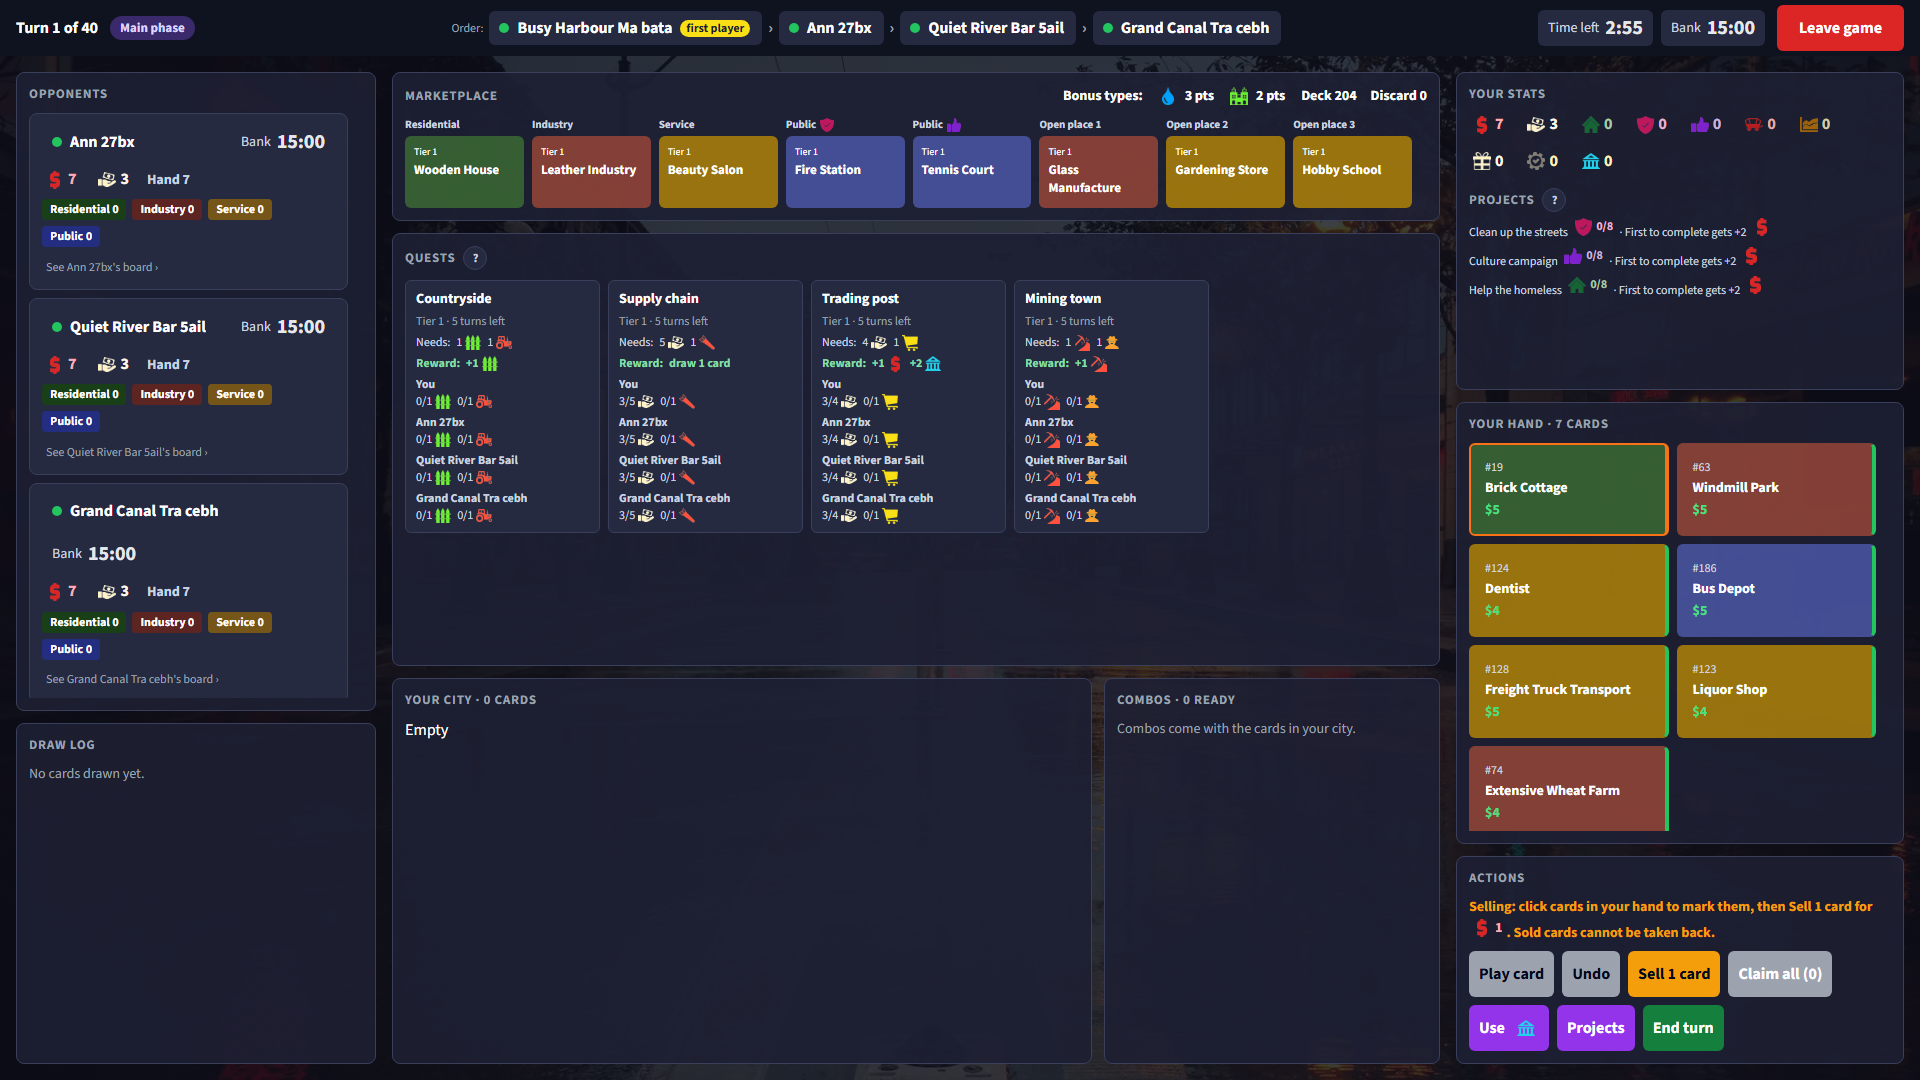 Turn 1 of 40 Main phase
Order: Busy Harbour Ma bata first player › Ann 27bx › Quiet River Bar 5ail › Grand Canal Tra cebh
Time left 2:55 Bank 15:00 Leave game
OPPONENTS
Ann 27bx Bank 15:00
7 3 Hand 7
Residential 0 Industry 0 Service 0
Public 0
See Ann 27bx's board ›
Quiet River Bar 5ail Bank 15:00
7 3 Hand 7
Residential 0 Industry 0 Service 0
Public 0
See Quiet River Bar 5ail's board ›
Grand Canal Tra cebh
Bank 15:00
7 3 Hand 7
Residential 0 Industry 0 Service 0
Public 0
See Grand Canal Tra cebh's board ›
DRAW LOG
No cards drawn yet.
MARKETPLACE
Bonus types: 3 pts 2 pts Deck 204 Discard 0
Residential Industry Service Public Public Open place 1 Open place 2 Open place 3
Tier 1 Tier 1 Tier 1 Tier 1 Tier 1 Tier 1 Tier 1 Tier 1
Wooden House Leather Industry Beauty Salon Fire Station Tennis Court Glass Gardening Store Hobby School
Manufacture
QUESTS ?
Countryside
Tier 1 · 5 turns left
Needs: 1 1
Reward: +1
You
0/1 0/1
Ann 27bx
0/1 0/1
Quiet River Bar 5ail
0/1 0/1
Grand Canal Tra cebh
0/1 0/1
Supply chain
Tier 1 · 5 turns left
Needs: 5 1
Reward: draw 1 card
You
3/5 0/1
Ann 27bx
3/5 0/1
Quiet River Bar 5ail
3/5 0/1
Grand Canal Tra cebh
3/5 0/1
Trading post
Tier 1 · 5 turns left
Needs: 4 1
Reward: +1 +2
You
3/4 0/1
Ann 27bx
3/4 0/1
Quiet River Bar 5ail
3/4 0/1
Grand Canal Tra cebh
3/4 0/1
Mining town
Tier 1 · 5 turns left
Needs: 1 1
Reward: +1
You
0/1 0/1
Ann 27bx
0/1 0/1
Quiet River Bar 5ail
0/1 0/1
Grand Canal Tra cebh
0/1 0/1
YOUR CITY · 0 CARDS
Empty
COMBOS · 0 READY
Combos come with the cards in your city.
YOUR STATS
7 3 0 0 0 0 0
0 0 0
PROJECTS ?
Clean up the streets 0/8 · First to complete gets +2
Culture campaign 0/8 · First to complete gets +2
Help the homeless 0/8 · First to complete gets +2
YOUR HAND · 7 CARDS
#19
Brick Cottage
$5
#63
Windmill Park
$5
#124
Dentist
$4
#186
Bus Depot
$5
#128
Freight Truck Transport
$5
#123
Liquor Shop
$4
#74
Extensive Wheat Farm
$4
ACTIONS
Selling: click cards in your hand to mark them, then Sell 1 card for
1 . Sold cards cannot be taken back.
Play card Undo Sell 1 card Claim all (0)
Use Projects End turn